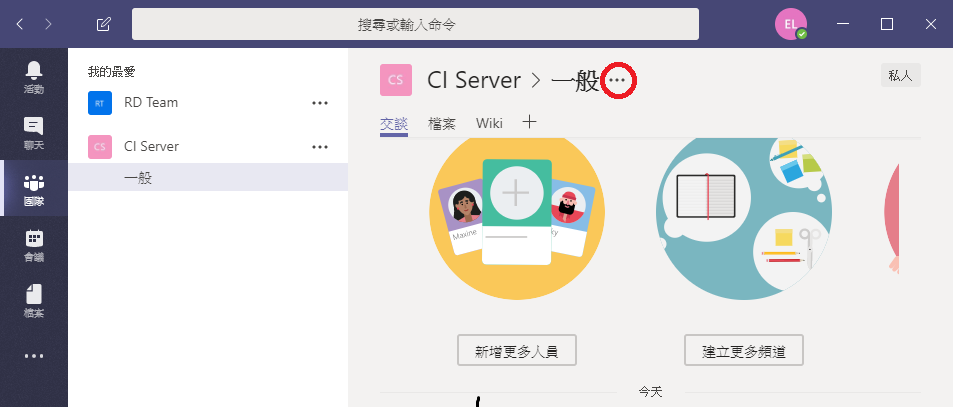 搜尋或輸入命令
EL
活動
聊天
團隊
會議
檔案
我的最愛
RT RD Team
CS CI Server
一般
CS CI Server > 一般
私人
交談 檔案 Wiki
Maxine
新增更多人員
建立更多頻道
今天